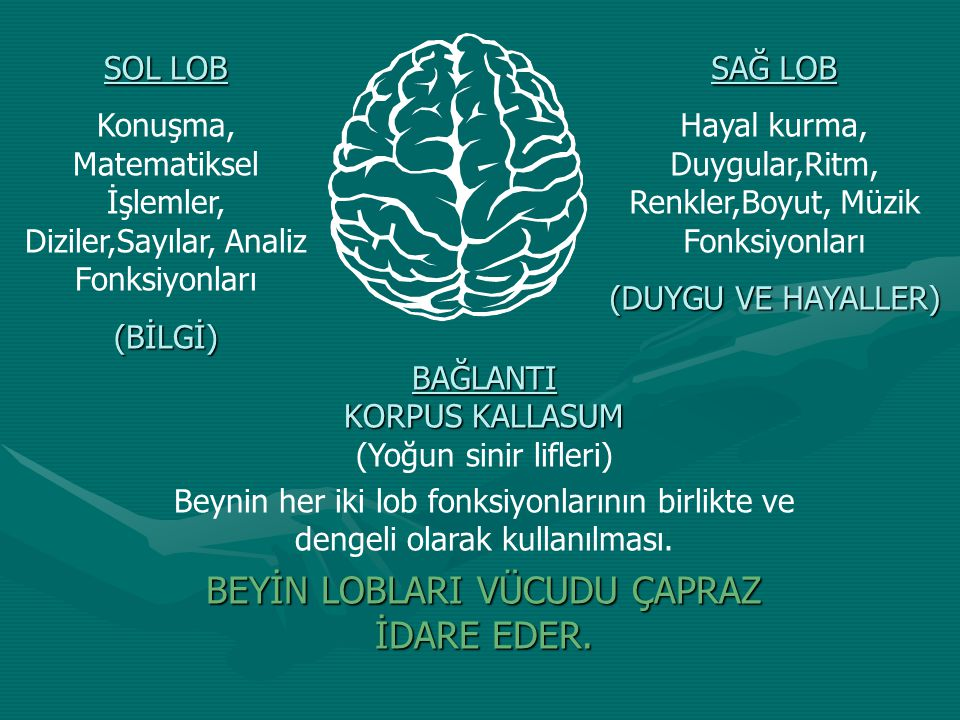 SOL LOB
Konuşma,
Matematiksel
İşlemler,
Diziler,Sayılar, Analiz
Fonksiyonları
(BİLGİ)
SAĞ LOB
Hayal kurma,
Duygular,Ritm,
Renkler,Boyut, Müzik
Fonksiyonları
(DUYGU VE HAYALLER)
BAĞLANTI
KORPUS KALLASUM
(Yoğun sinir lifleri)
Beynin her iki lob fonksiyonlarının birlikte ve
dengeli olarak kullanılması.
BEYİN LOBLARI VÜCUDU ÇAPRAZ
İDARE EDER.